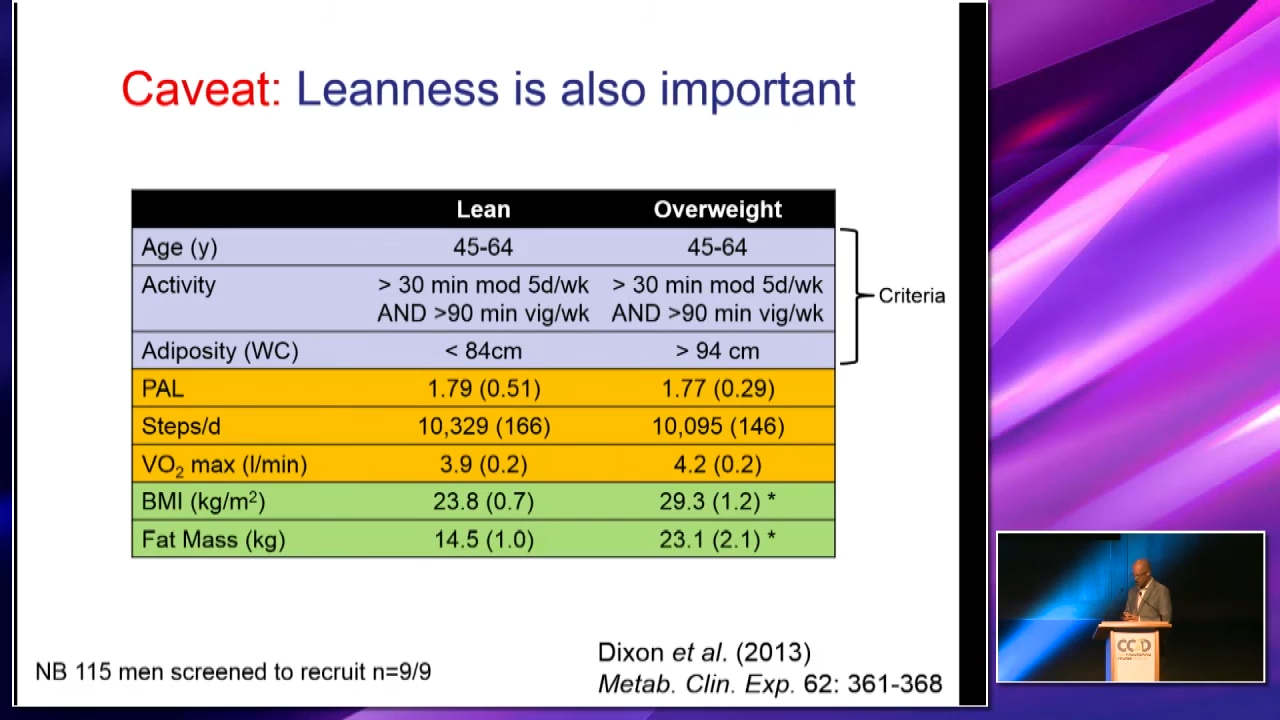 Caveat: Leanness is also important
Lean Overweight
Age (y) 45-64 45-64
Activity > 30 min mod 5d/wk > 30 min mod 5d/wk
AND >90 min vig/wk AND >90 min vig/wk
Adiposity (WC) < 84cm > 94 cm
Criteria
PAL 1.79 (0.51) 1.77 (0.29)
Steps/d 10,329 (166) 10,095 (146)
VO₂ max (l/min) 3.9 (0.2) 4.2 (0.2)
BMI (kg/m²) 23.8 (0.7) 29.3 (1.2) *
Fat Mass (kg) 14.5 (1.0) 23.1 (2.1) *
NB 115 men screened to recruit n=9/9
Dixon et al. (2013)
Metab. Clin. Exp. 62: 361-368